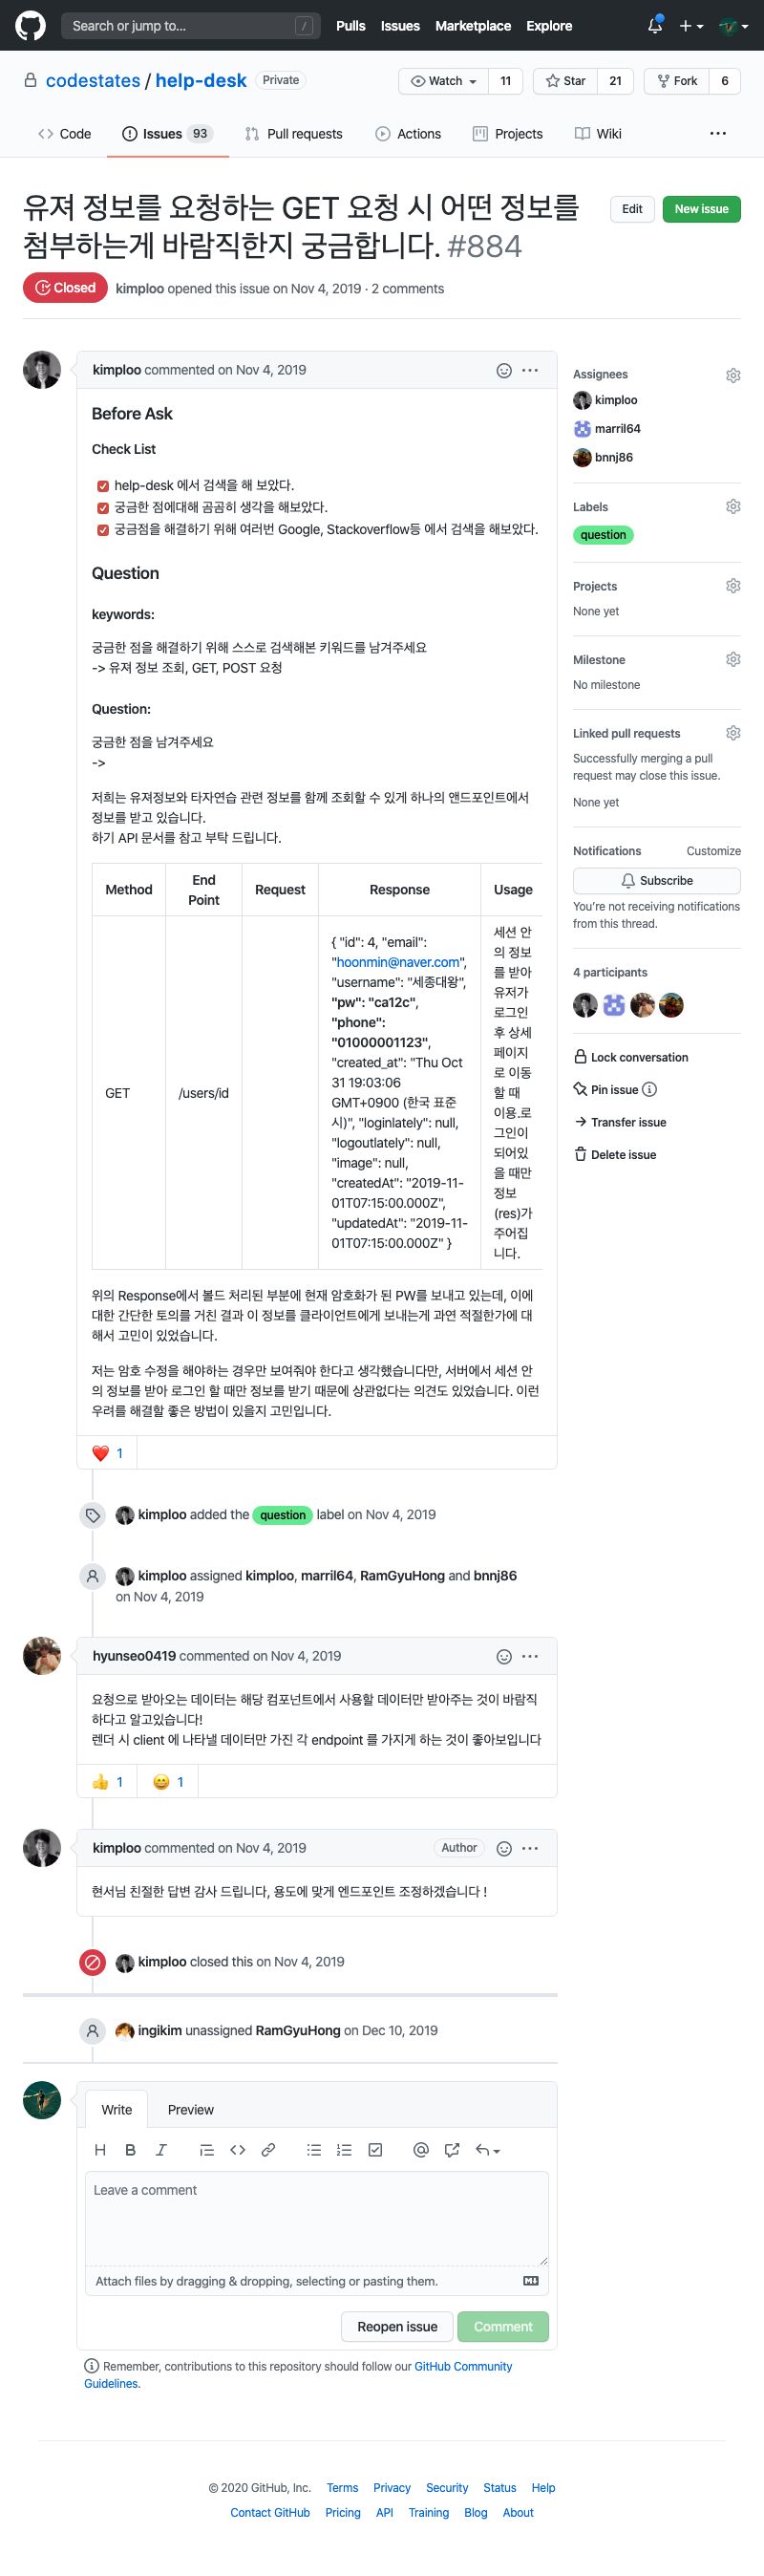 Search or jump to... /
Pulls Issues Marketplace Explore
codestates / help-desk Private
Watch 11 Star 21 Fork 6
Code Issues 93 Pull requests Actions Projects Wiki
유져 정보를 요청하는 GET 요청 시 어떤 정보를
첨부하는게 바람직한지 궁금합니다. #884
Edit New issue
Closed kimploo opened this issue on Nov 4, 2019 · 2 comments
kimploo commented on Nov 4, 2019
Before Ask
Check List
help-desk 에서 검색을 해 보았다.
궁금한 점에대해 곰곰히 생각을 해보았다.
궁금점을 해결하기 위해 여러번 Google, Stackoverflow등 에서 검색을 해보았다.
Question
keywords:
궁금한 점을 해결하기 위해 스스로 검색해본 키워드를 남겨주세요
-> 유져 정보 조회, GET, POST 요청
Question:
궁금한 점을 남겨주세요
->
저희는 유져정보와 타자연습 관련 정보를 함께 조회할 수 있게 하나의 앤드포인트에서
정보를 받고 있습니다.
하기 API 문서를 참고 부탁 드립니다.
Method
End
Point
Request
Response
Usage
GET
/users/id
{ "id": 4, "email":
"hoonmin@naver.com",
"username": "세종대왕",
"pw": "ca12c",
"phone":
"01000001123",
"created_at": "Thu Oct
31 19:03:06
GMT+0900 (한국 표준
시)", "loginlately": null,
"logoutlately": null,
"image": null,
"createdAt": "2019-11-
01T07:15:00.000Z",
"updatedAt": "2019-11-
01T07:15:00.000Z" }
세션 안
의 정보
를 받아
유저가
로그인
후 상세
페이지
로 이동
할 때
이용.로
그인이
되어있
을 때만
정보
(res)가
주어집
니다.
위의 Response에서 볼드 처리된 부분에 현재 암호화가 된 PW를 보내고 있는데, 이에
대한 간단한 토의를 거친 결과 이 정보를 클라이언트에게 보내는게 과연 적절한가에 대
해서 고민이 있었습니다.
저는 암호 수정을 해야하는 경우만 보여줘야 한다고 생각했습니다만, 서버에서 세션 안
의 정보를 받아 로그인 할 때만 정보를 받기 때문에 상관없다는 의견도 있었습니다. 이런
우려를 해결할 좋은 방법이 있을지 고민입니다.
❤️ 1
kimploo added the question label on Nov 4, 2019
kimploo assigned kimploo, marril64, RamGyuHong and bnnj86
on Nov 4, 2019
hyunseo0419 commented on Nov 4, 2019
요청으로 받아오는 데이터는 해당 컴포넌트에서 사용할 데이터만 받아주는 것이 바람직
하다고 알고있습니다!
렌더 시 client 에 나타낼 데이터만 가진 각 endpoint 를 가지게 하는 것이 좋아보입니다
👍 1 😄 1
kimploo commented on Nov 4, 2019 Author
현서님 친절한 답변 감사 드립니다, 용도에 맞게 엔드포인트 조정하겠습니다 !
kimploo closed this on Nov 4, 2019
ingikim unassigned RamGyuHong on Dec 10, 2019
Write Preview
Leave a comment
Attach files by dragging & dropping, selecting or pasting them.
Reopen issue Comment
Remember, contributions to this repository should follow our GitHub Community
Guidelines.
Assignees
kimploo
marril64
bnnj86
Labels
question
Projects
None yet
Milestone
No milestone
Linked pull requests
Successfully merging a pull
request may close this issue.
None yet
Notifications Customize
Subscribe
You're not receiving notifications
from this thread.
4 participants
Lock conversation
Pin issue
Transfer issue
Delete issue
© 2020 GitHub, Inc. Terms Privacy Security Status Help
Contact GitHub Pricing API Training Blog About